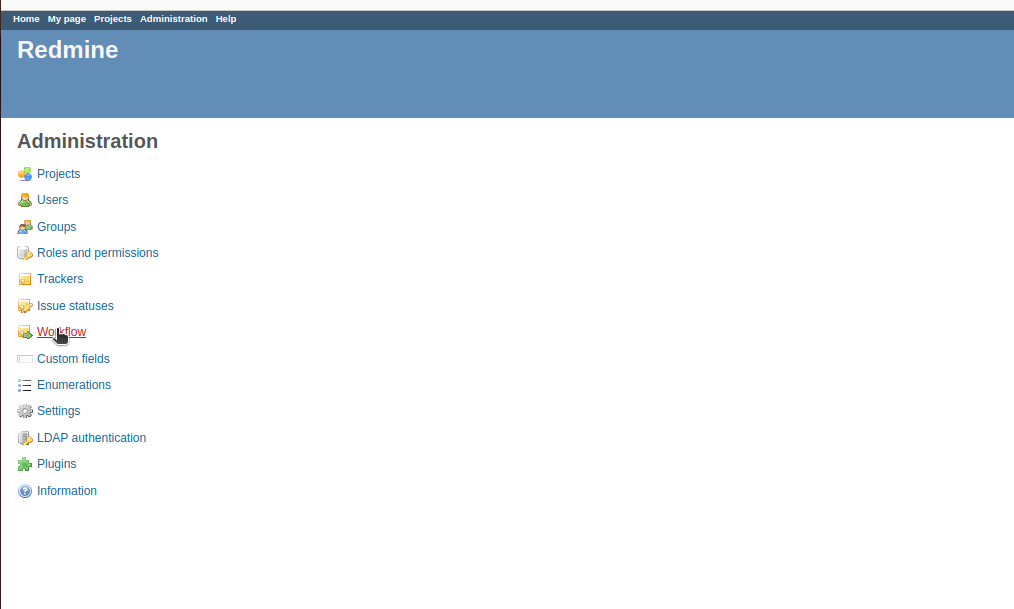 Home My page Projects Administration Help
Redmine
Administration
Projects
Users
Groups
Roles and permissions
Trackers
Issue statuses
Workflow
Custom fields
Enumerations
Settings
LDAP authentication
Plugins
Information